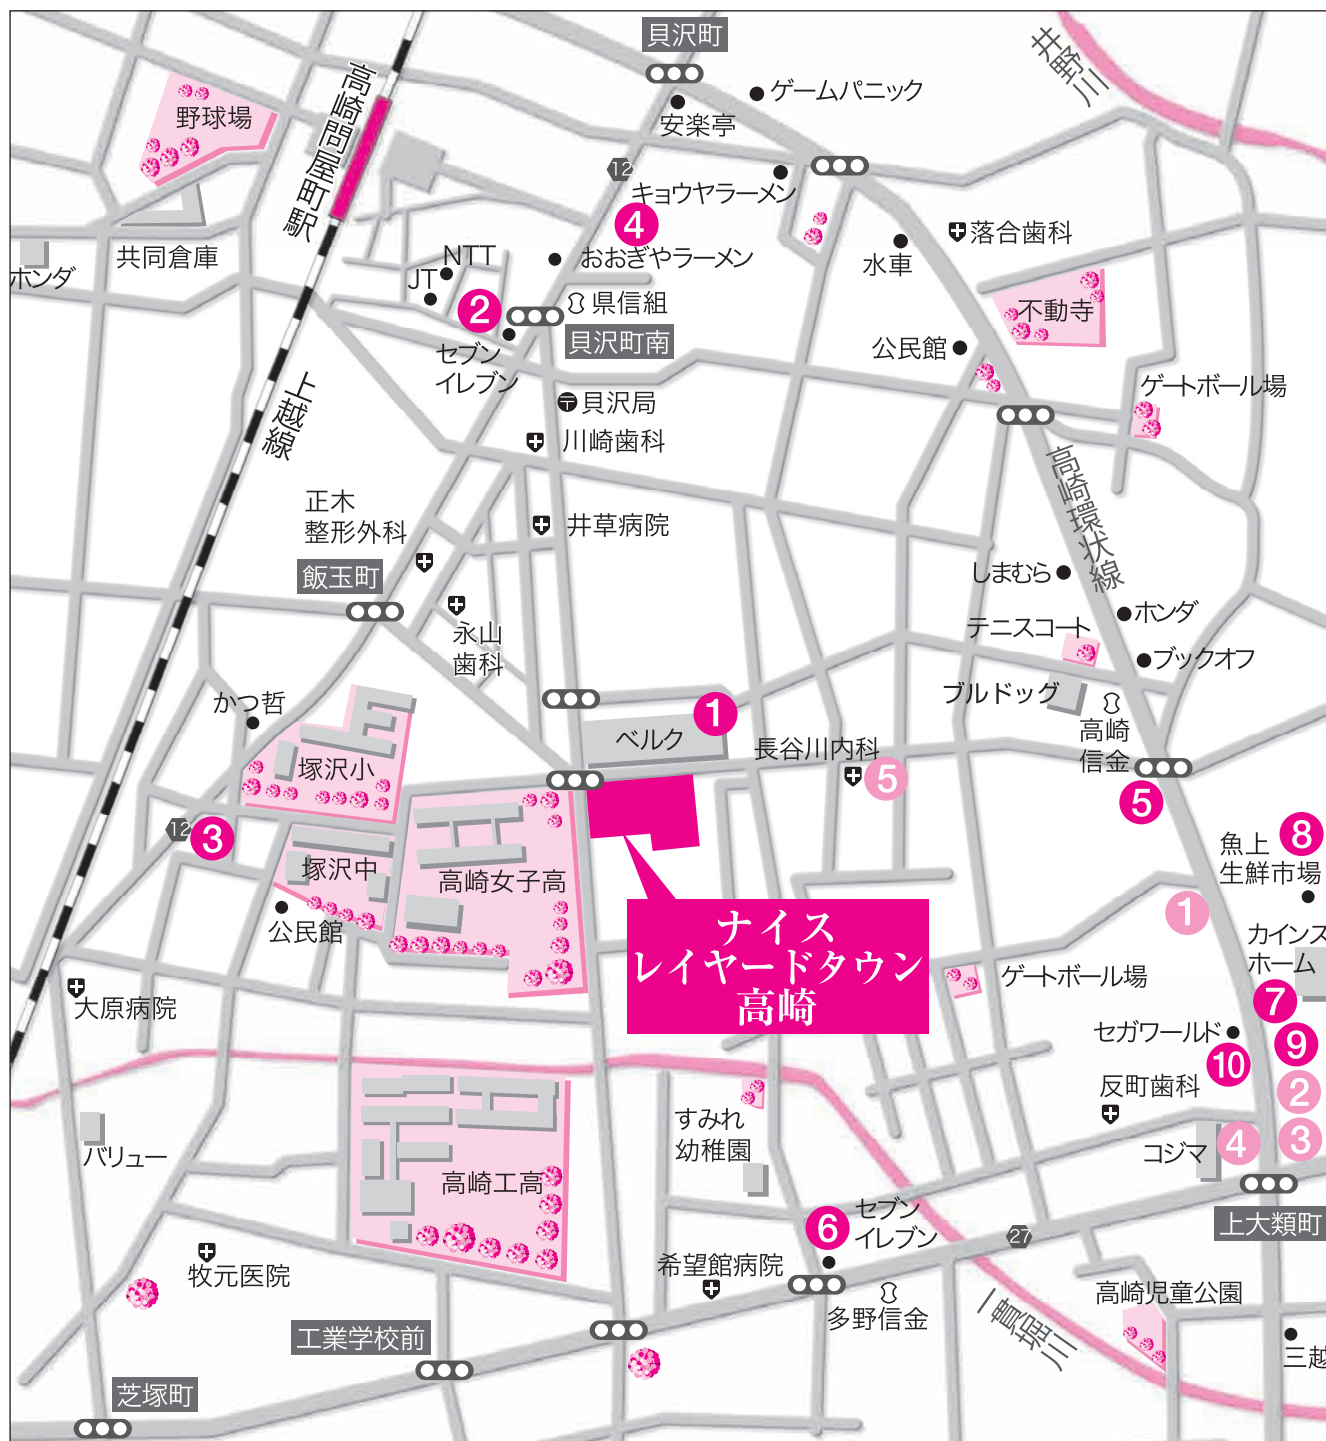 貝沢町
井野川
ゲームパニック
安楽亭
野球場
高崎問屋町駅
12
キョウヤラーメン
4
おおぎやラーメン
落合歯科
水車
共同倉庫
ホンダ
NTT
JT
2
県信組
貝沢町南
セブン
イレブン
不動寺
公民館
ゲートボール場
上越線
貝沢局
川崎歯科
高崎環状線
正木
整形外科
井草病院
飯玉町
しまむら
ホンダ
テニスコート
ブックオフ
永山
歯科
ブルドッグ
かつ哲
1
ベルク
高崎
信金
長谷川内科
5
塚沢小
5
12
3
魚上
生鮮市場
8
塚沢中
高崎女子高
1
公民館
ナイス
レイヤードタウン
高崎
カインズ
ホーム
ゲートボール場
大原病院
7
セガワールド
9
10
反町歯科
2
すみれ
幼稚園
バリュー
コジマ
4
3
高崎工高
6
セブン
イレブン
上大類町
27
牧元医院
希望館病院
多野信金
一貫堀川
高崎児童公園
工業学校前
三越
芝塚町